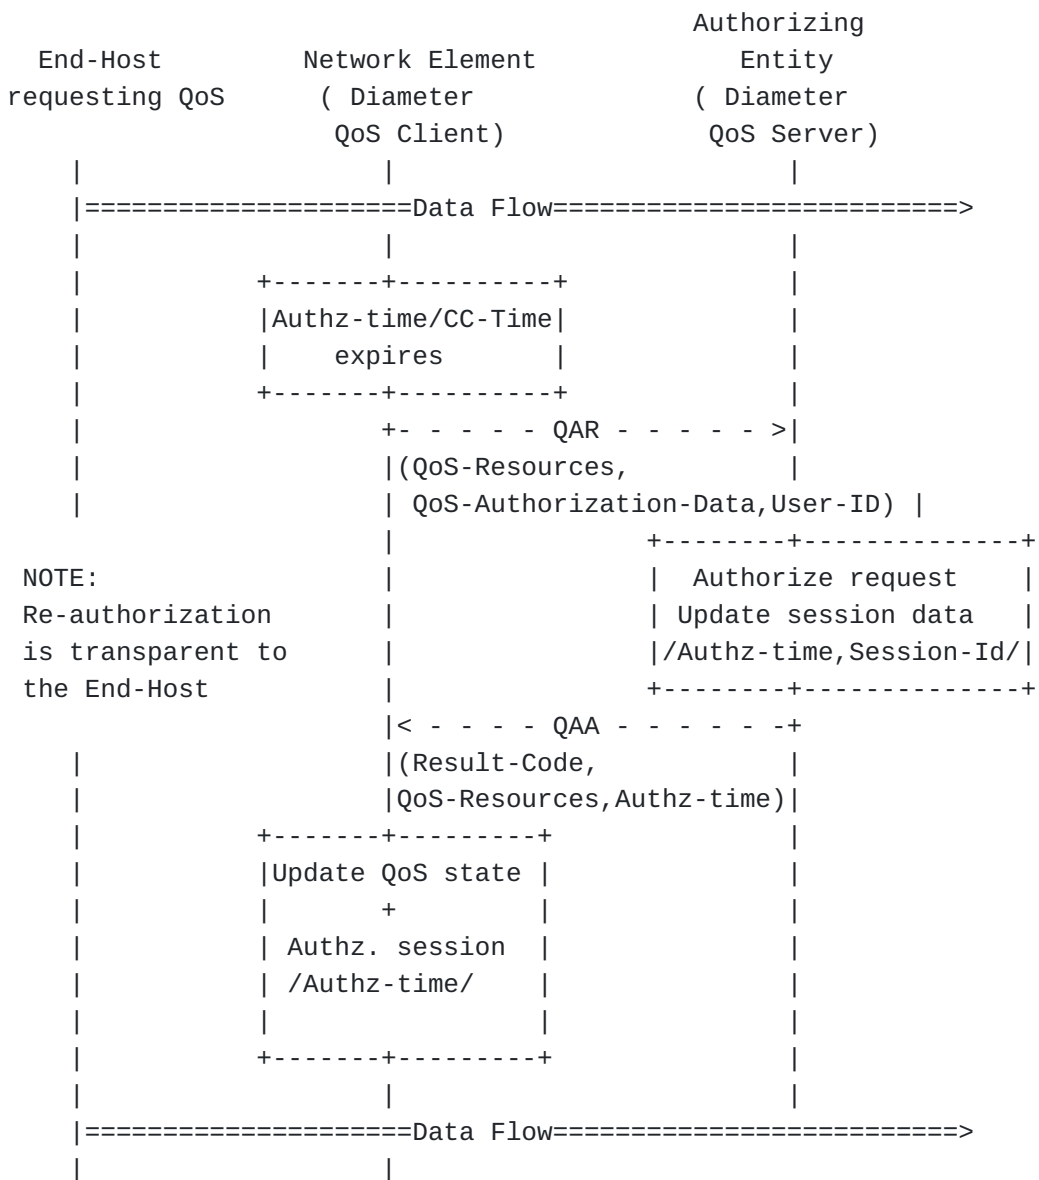 Authorizing
  End-Host         Network Element             Entity
requesting QoS      ( Diameter              ( Diameter
                     QoS Client)             QoS Server)
    |                   |                         |
    |=====================Data Flow==========================>
    |                   |                         |
    |           +-------+----------+              |
    |           |Authz-time/CC-Time|              |
    |           |    expires       |              |
    |           +-------+----------+              |
    |                   +- - - - - QAR - - - - - >|
    |                   |(QoS-Resources,          |
    |                   | QoS-Authorization-Data,User-ID) |
                        |                +--------+--------------+
 NOTE:                  |                |  Authorize request    |
 Re-authorization       |                | Update session data   |
 is transparent to      |                |/Authz-time,Session-Id/|
 the End-Host           |                +--------+--------------+
                        |< - - - - QAA - - - - - -+
    |                   |(Result-Code,            |
    |                   |QoS-Resources,Authz-time)|
    |           +-------+---------+               |
    |           |Update QoS state |               |
    |           |       +         |               |
    |           | Authz. session  |               |
    |           | /Authz-time/    |               |
    |           |                 |               |
    |           +-------+---------+               |
    |                   |                         |
    |=====================Data Flow==========================>
    |                   |